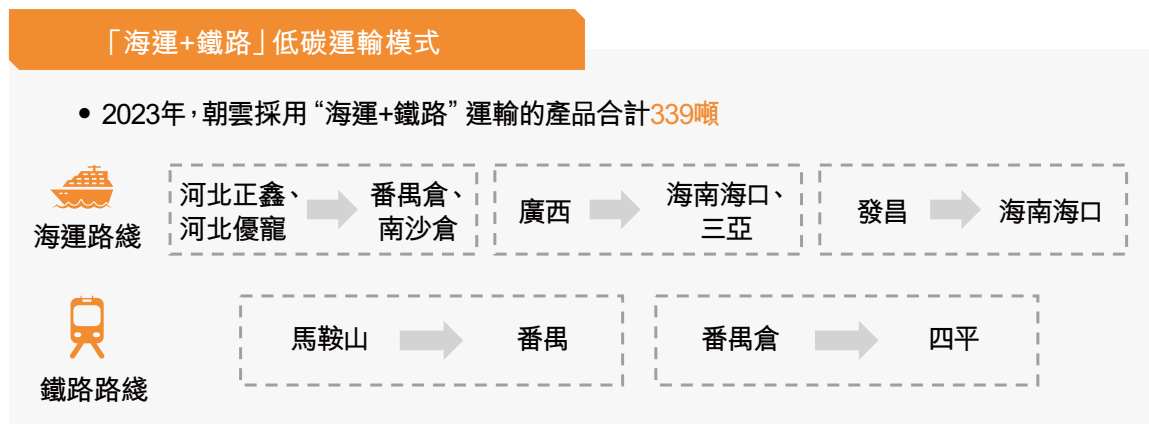 「海運+鐵路」低碳運輸模式
• 2023年，朝雲採用“海運+鐵路”運輸的產品合計339噸
海運路綫
河北正鑫、
河北優寵
番禺倉、
南沙倉
廣西
海南海口、
三亞
發昌
海南海口
鐵路路綫
馬鞍山
番禺
番禺倉
四平